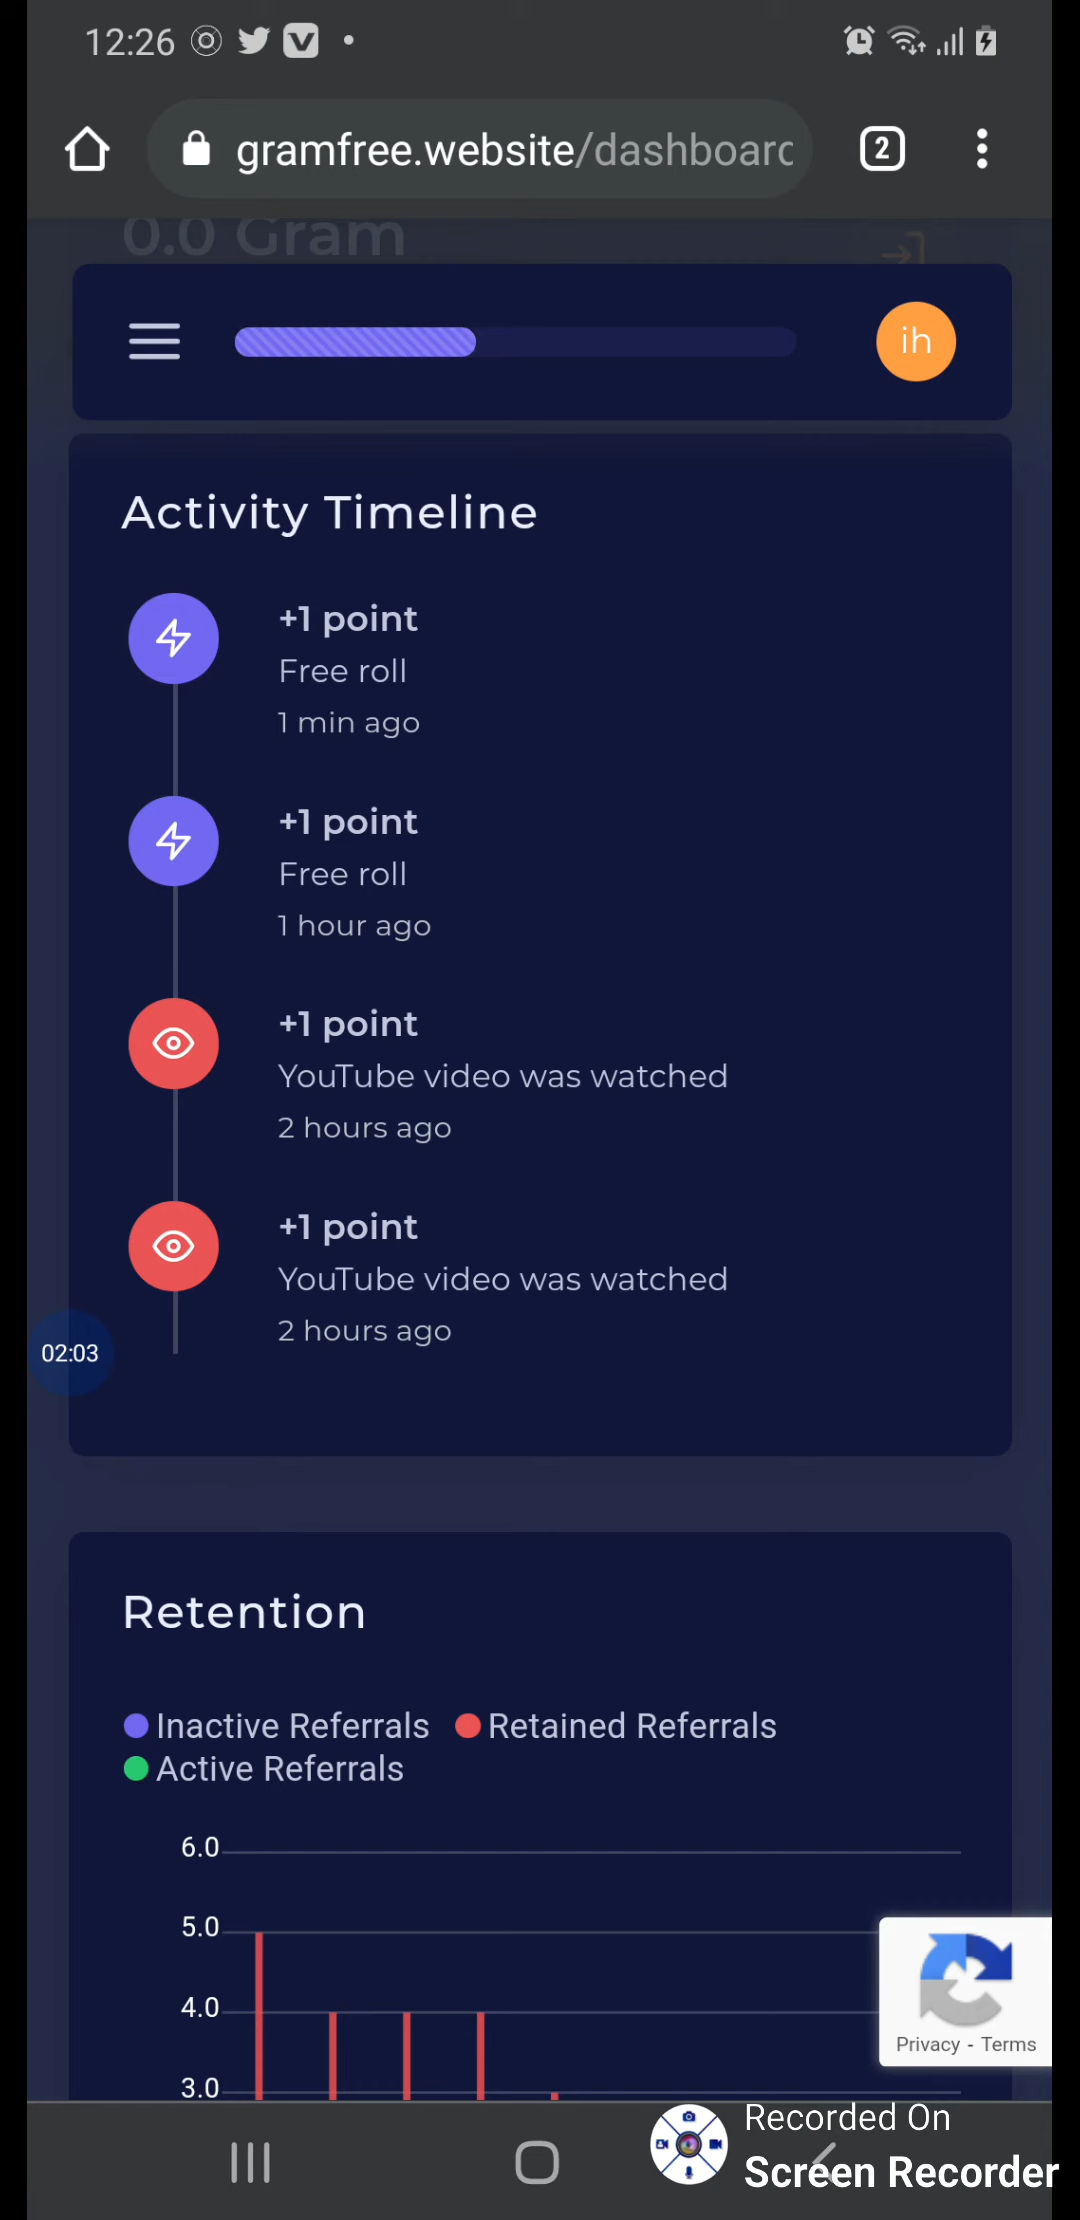 12:26
gramfree.website/dashboard
2
0.0 Gram
ih
Activity Timeline
+1 point
Free roll
1 min ago
+1 point
Free roll
1 hour ago
+1 point
YouTube video was watched
2 hours ago
+1 point
YouTube video was watched
2 hours ago
02:03
Retention
Inactive Referrals
Retained Referrals
Active Referrals
6.0
5.0
4.0
3.0
Privacy - Terms
Recorded On
Screen Recorder